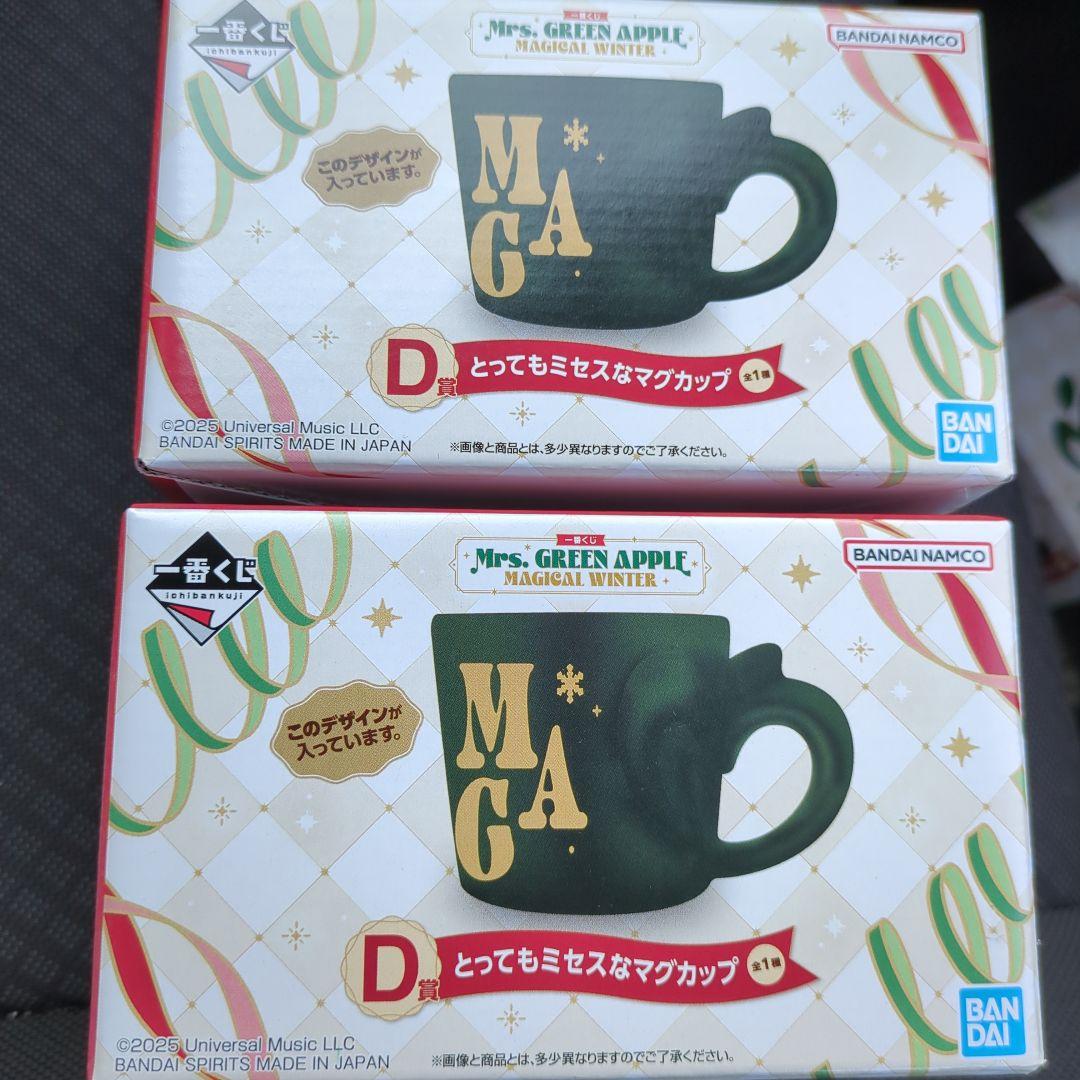 一番くじ
ichibankuji
一番くじ
Mrs. GREEN APPLE
MAGICAL WINTER
BANDAI NAMCO
このデザインが
入っています。
M
A
G
D賞
とってもミセスなマグカップ
全1種
©2025 Universal Music LLC
BANDAI SPIRITS MADE IN JAPAN
※画像と商品とは、多少異なりますのでご了承ください。
BAN
DAI
一番くじ
ichibankuji
一番くじ
Mrs. GREEN APPLE
MAGICAL WINTER
BANDAI NAMCO
このデザインが
入っています。
M
A
G
D賞
とってもミセスなマグカップ
全1種
©2025 Universal Music LLC
BANDAI SPIRITS MADE IN JAPAN
※画像と商品とは、多少異なりますのでご了承ください。
BAN
DAI